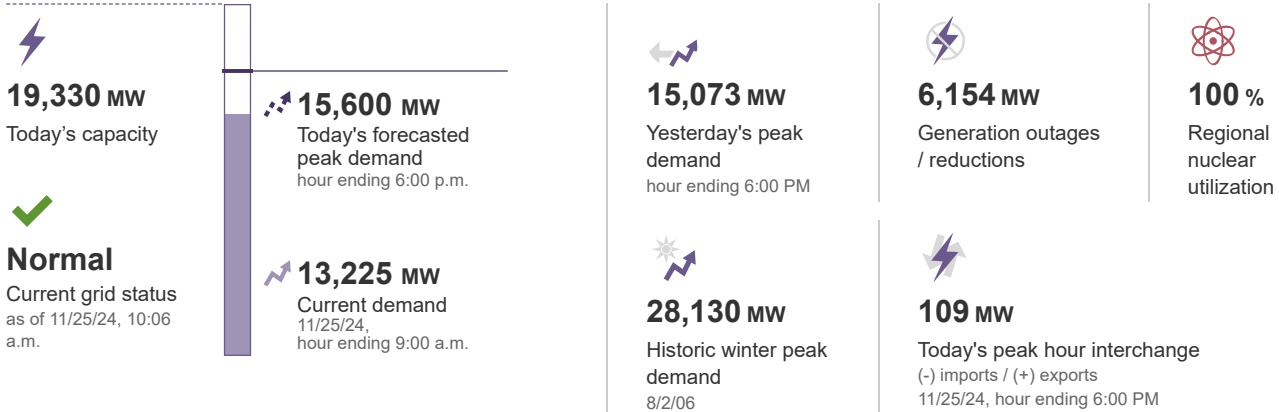 19,330 MW
Today’s capacity
Normal
Current grid status
as of 11/25/24, 10:06
a.m.
15,600 MW
Today's forecasted
peak demand
hour ending 6:00 p.m.
13,225 MW
Current demand
11/25/24,
hour ending 9:00 a.m.
15,073 MW
Yesterday's peak
demand
hour ending 6:00 PM
6,154 MW
Generation outages
/ reductions
100 %
Regional
nuclear
utilization
28,130 MW
Historic winter peak
demand
8/2/06
109 MW
Today's peak hour interchange
(-) imports / (+) exports
11/25/24, hour ending 6:00 PM